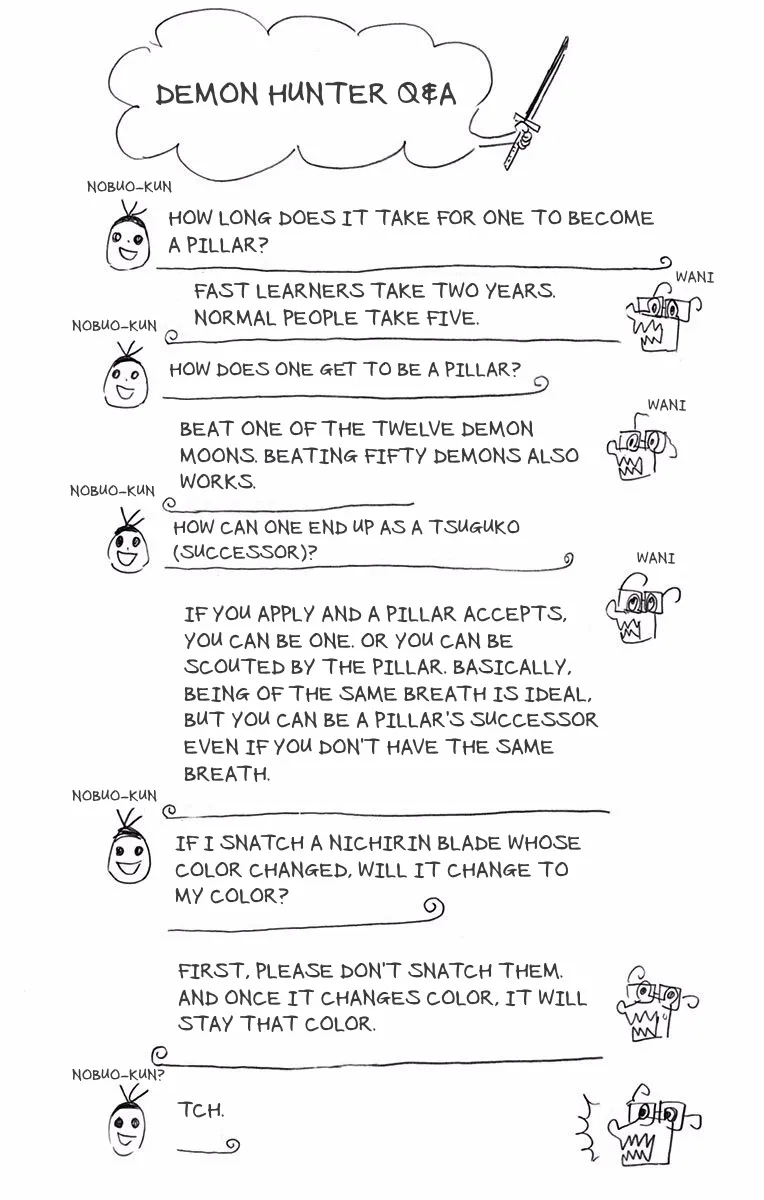 DEMON HUNTER Q&A
NOBUO-KUN
HOW LONG DOES IT TAKE FOR ONE TO BECOME
A PILLAR?
WANI
FAST LEARNERS TAKE TWO YEARS.
NORMAL PEOPLE TAKE FIVE.
NOBUO-KUN
HOW DOES ONE GET TO BE A PILLAR?
WANI
BEAT ONE OF THE TWELVE DEMON
MOONS. BEATING FIFTY DEMONS ALSO
WORKS.
NOBUO-KUN
HOW CAN ONE END UP AS A TSUGUKO
(SUCCESSOR)?
WANI
IF YOU APPLY AND A PILLAR ACCEPTS,
YOU CAN BE ONE. OR YOU CAN BE
SCOUTED BY THE PILLAR. BASICALLY,
BEING OF THE SAME BREATH IS IDEAL,
BUT YOU CAN BE A PILLAR'S SUCCESSOR
EVEN IF YOU DON'T HAVE THE SAME
BREATH.
NOBUO-KUN
IF I SNATCH A NICHIRIN BLADE WHOSE
COLOR CHANGED, WILL IT CHANGE TO
MY COLOR?
FIRST, PLEASE DON'T SNATCH THEM.
AND ONCE IT CHANGES COLOR, IT WILL
STAY THAT COLOR.
NOBUO-KUN?
TCH.